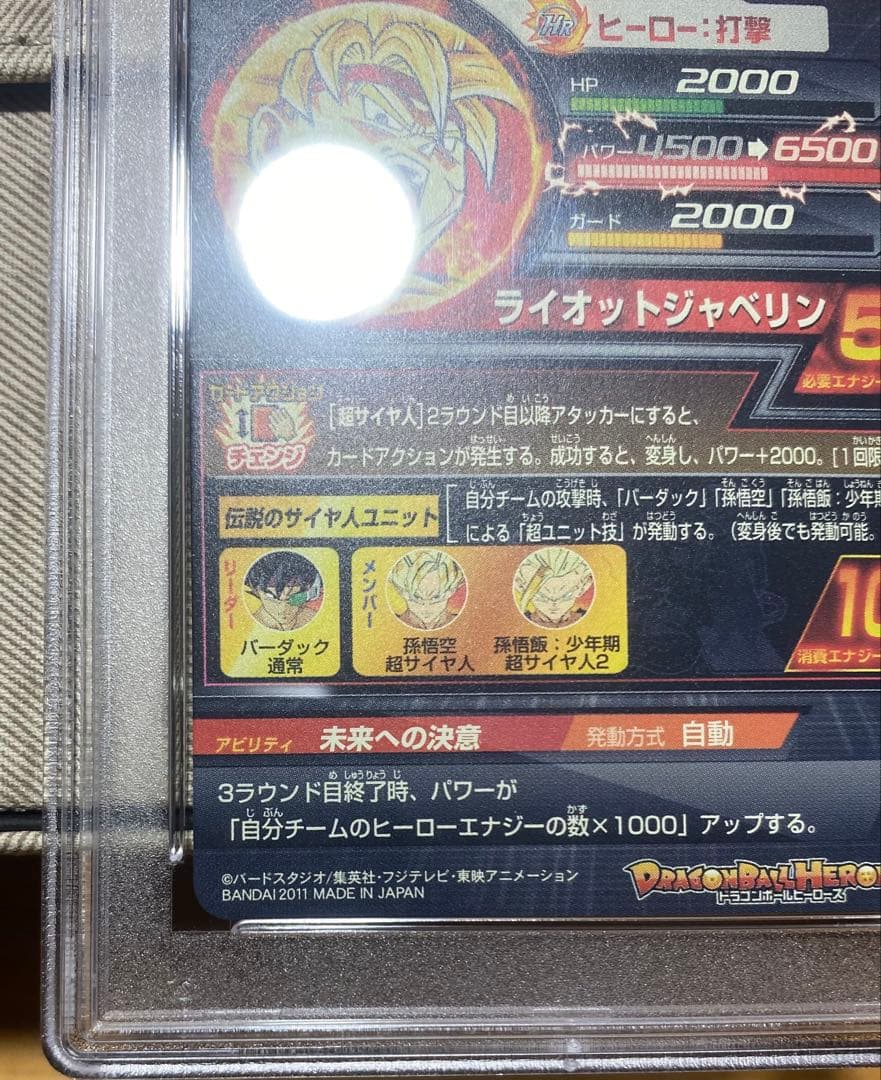 HR ヒーロー:打撃
HP 2000
パワー 4500➡6500
ガード 2000
ライオットジャベリン 5
必要エナジー
カードアクション
チェンジ
[超サイヤ人]2ラウンド目以降アタッカーにすると、
カードアクションが発生する。成功すると、変身し、パワー+2000。[1回限
伝説のサイヤ人ユニット
自分チームの攻撃時、「バーダック」「孫悟空」「孫悟飯:少年期
による「超ユニット技」が発動する。(変身後でも発動可能。
リーダー
バーダック
通常
メンバー
孫悟空
超サイヤ人
孫悟飯:少年期
超サイヤ人2
10
消費エナジー
アビリティ 未来への決意 発動方式 自動
3ラウンド目終了時、パワーが
「自分チームのヒーローエナジーの数×1000」アップする。
©バードスタジオ/集英社・フジテレビ・東映アニメーション
BANDAI 2011 MADE IN JAPAN
DRAGONBALL HERO
ドラゴンボールヒーローズ